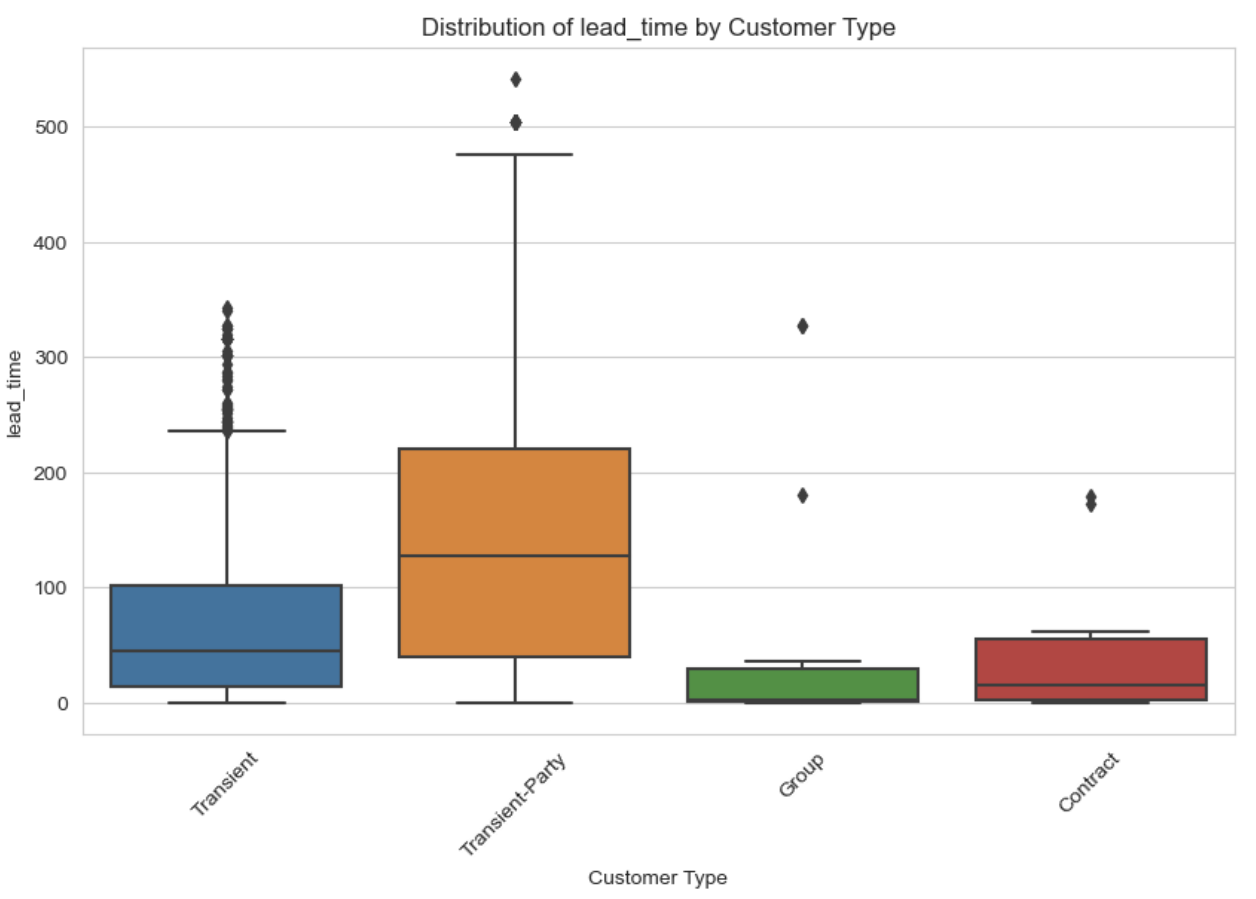 Distribution of lead_time by Customer Type
500
400
300
200
100
0
lead_time
Transient
Transient-Party
Group
Contract
Customer Type